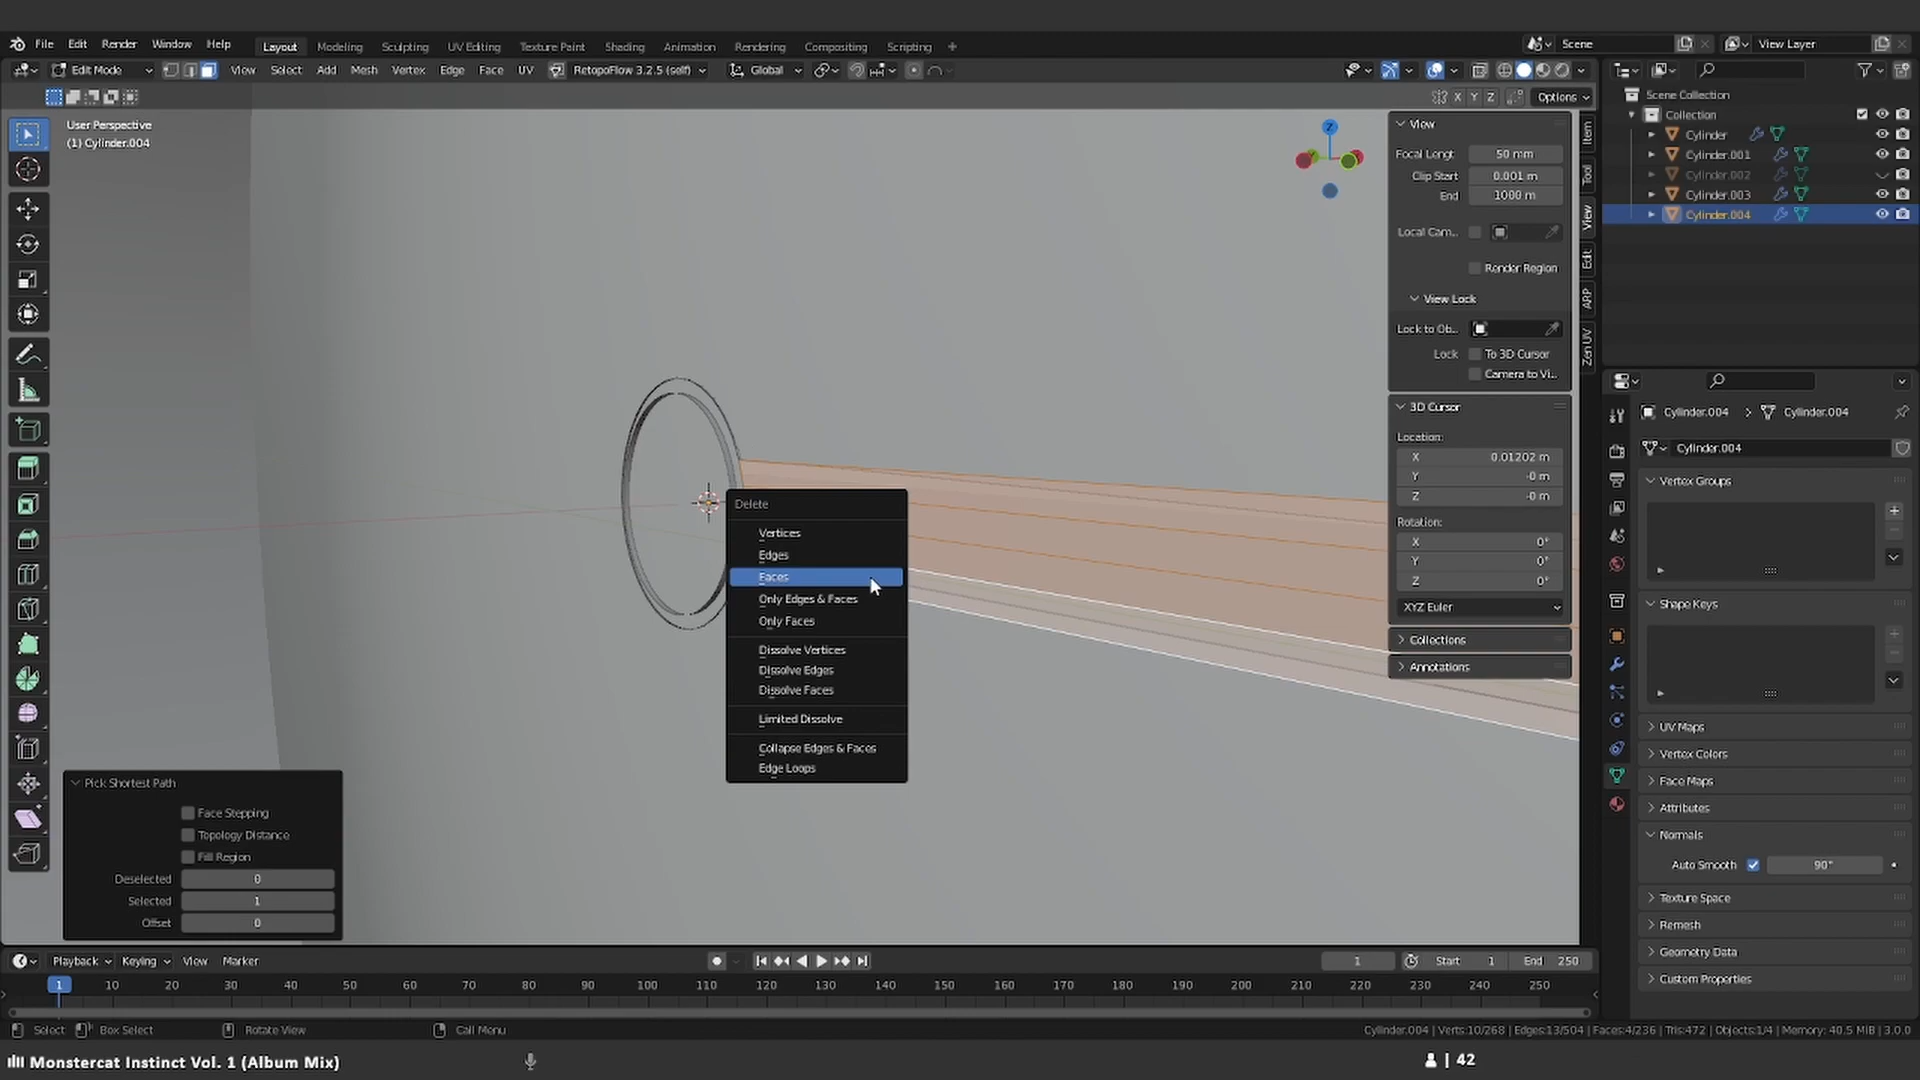 File Edit Render Window Help Layout Modeling Sculpting UV Editing Texture Paint Shading Animation Rendering Compositing Scripting + Scene View Layer
Edit Mode View Select Add Mesh Vertex Edge Face UV RetopoFlow 3.2.5 (self) Global
X Y Z Options
User Perspective
(1) Cylinder.004
Z
View
Focal Lengt 50 mm
Clip Start 0.001 m
End 1000 m
Local Cam..
Render Region
View Lock
Lock to Ob..
Lock To 3D Cursor
Camera to Vi...
3D Cursor
Location:
X 0.01202 m
Y -0 m
Z -0 m
Rotation:
X 0°
Y 0°
Z 0°
XYZ Euler
Collections
Annotations
Item
Tool
View
Edit
ARP
Zen UV
Scene Collection
Collection
Cylinder
Cylinder.001
Cylinder.002
Cylinder.003
Cylinder.004
Cylinder.004 > Cylinder.004
Cylinder.004
Vertex Groups
Shape Keys
UV Maps
Vertex Colors
Face Maps
Attributes
Normals
Auto Smooth 90°
Texture Space
Remesh
Geometry Data
Custom Properties
Delete
Vertices
Edges
Faces
Only Edges & Faces
Only Faces
Dissolve Vertices
Dissolve Edges
Dissolve Faces
Limited Dissolve
Collapse Edges & Faces
Edge Loops
Pick Shortest Path
Face Stepping
Topology Distance
Fill Region
Deselected 0
Selected 1
Offset 0
Playback Keying View Marker 1 Start 1 End 250
1 10 20 30 40 50 60 70 80 90 100 110 120 130 140 150 160 170 180 190 200 210 220 230 240 250
Select Box Select Rotate View Call Menu Cylinder.004 | Verts:10/268 | Edges:13/504 | Faces:4/236 | Tris:472 | Objects:1/4 | Memory: 40.5 MiB | 3.0.0
Monstercat Instinct Vol. 1 (Album Mix) | 42